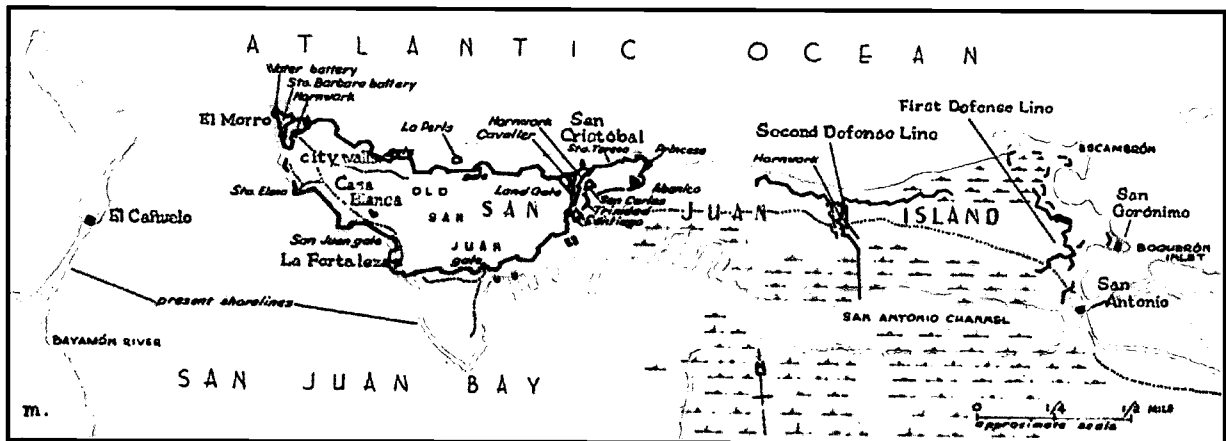 ATLANTIC OCEAN
Water battery
Sta. Barbara battery
Hornwork
El Morro
city walls
Sta. Elena
Casa
Blanca
San Juan gate
La Fortaleza
La Perla
gate
OLD
SAN
JUAN
gate
Hornwork
Cavalier
San
Cristóbal
Sta. Teresa
Princesa
Land Gate
Abanico
San Carlos
Trinidad
Santiago
SAN JUAN ISLAND
Second Defense Line
Hornwork
First Defense Line
ESCAMBRÓN
San
Gerónimo
BOQUERÓN
INLET
San
Antonio
SAN ANTONIO CHANNEL
El Cañuelo
present shorelines
BAYAMÓN RIVER
SAN JUAN BAY
m.
0 1/4 1/2 MILE
approximate scale